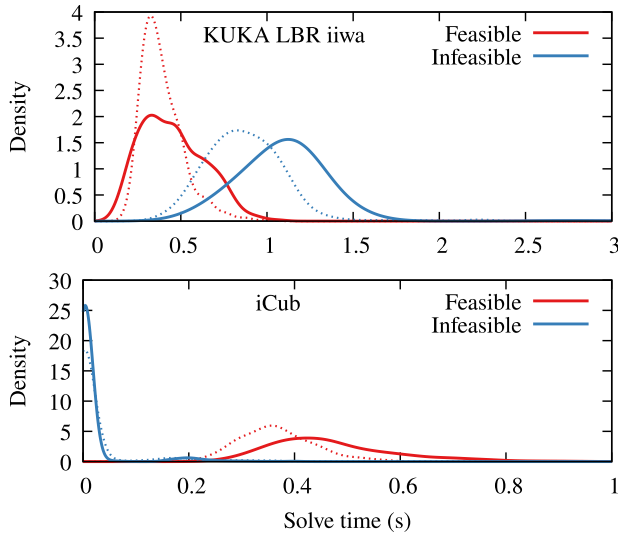 KUKA LBR iiwa
Feasible
Infeasible
Density
4
3.5
3
2.5
2
1.5
1
0.5
0
0 0.5 1 1.5 2 2.5 3
iCub
Feasible
Infeasible
Density
30
25
20
15
10
5
0
0 0.2 0.4 0.6 0.8 1
Solve time (s)